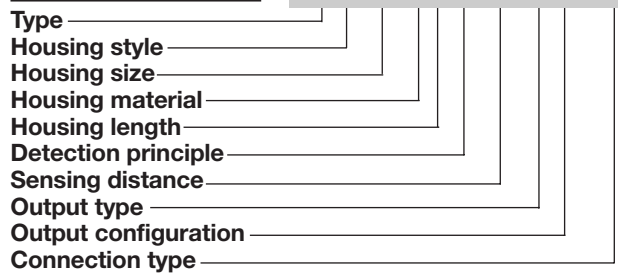 Type
Housing style
Housing size
Housing material
Housing length
Detection principle
Sensing distance
Output type
Output configuration
Connection type